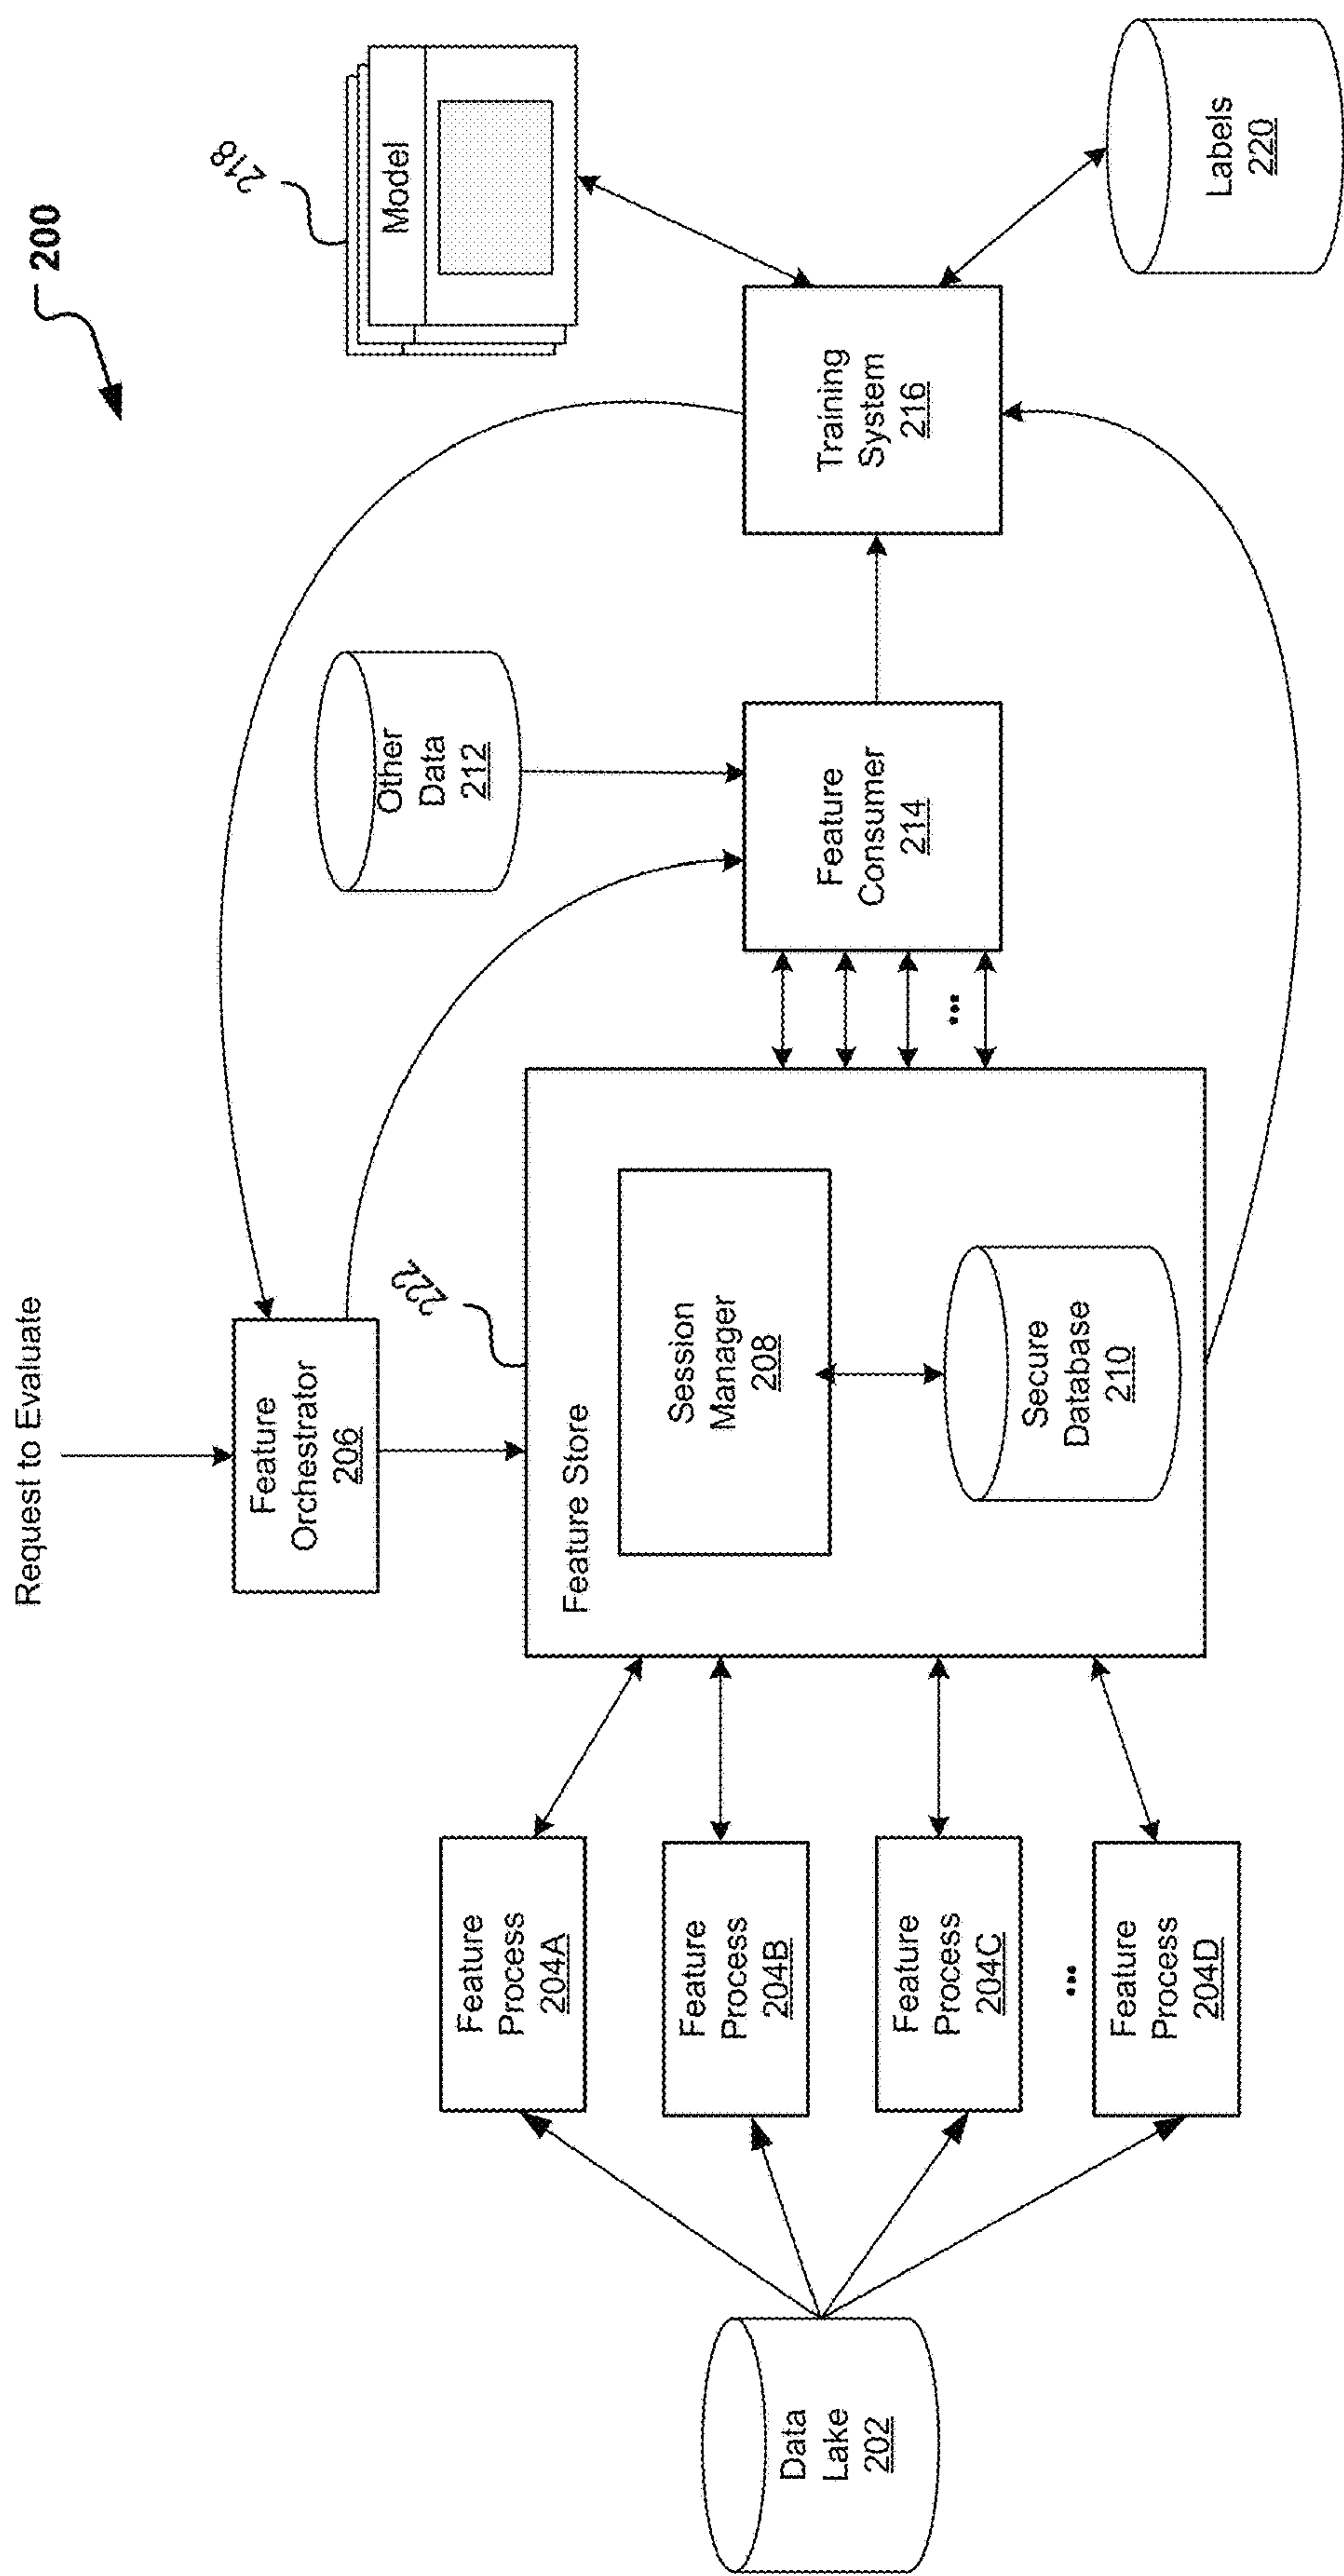 200
Request to Evaluate
218
Model
Feature
Orchestrator
206
Other
Data
212
222
Feature Store
Session
Manager
208
Secure
Database
210
Feature
Process
204A
Feature
Process
204B
Feature
Process
204C
...
Feature
Process
204D
Data
Lake
202
...
Feature
Consumer
214
Training
System
216
Labels
220